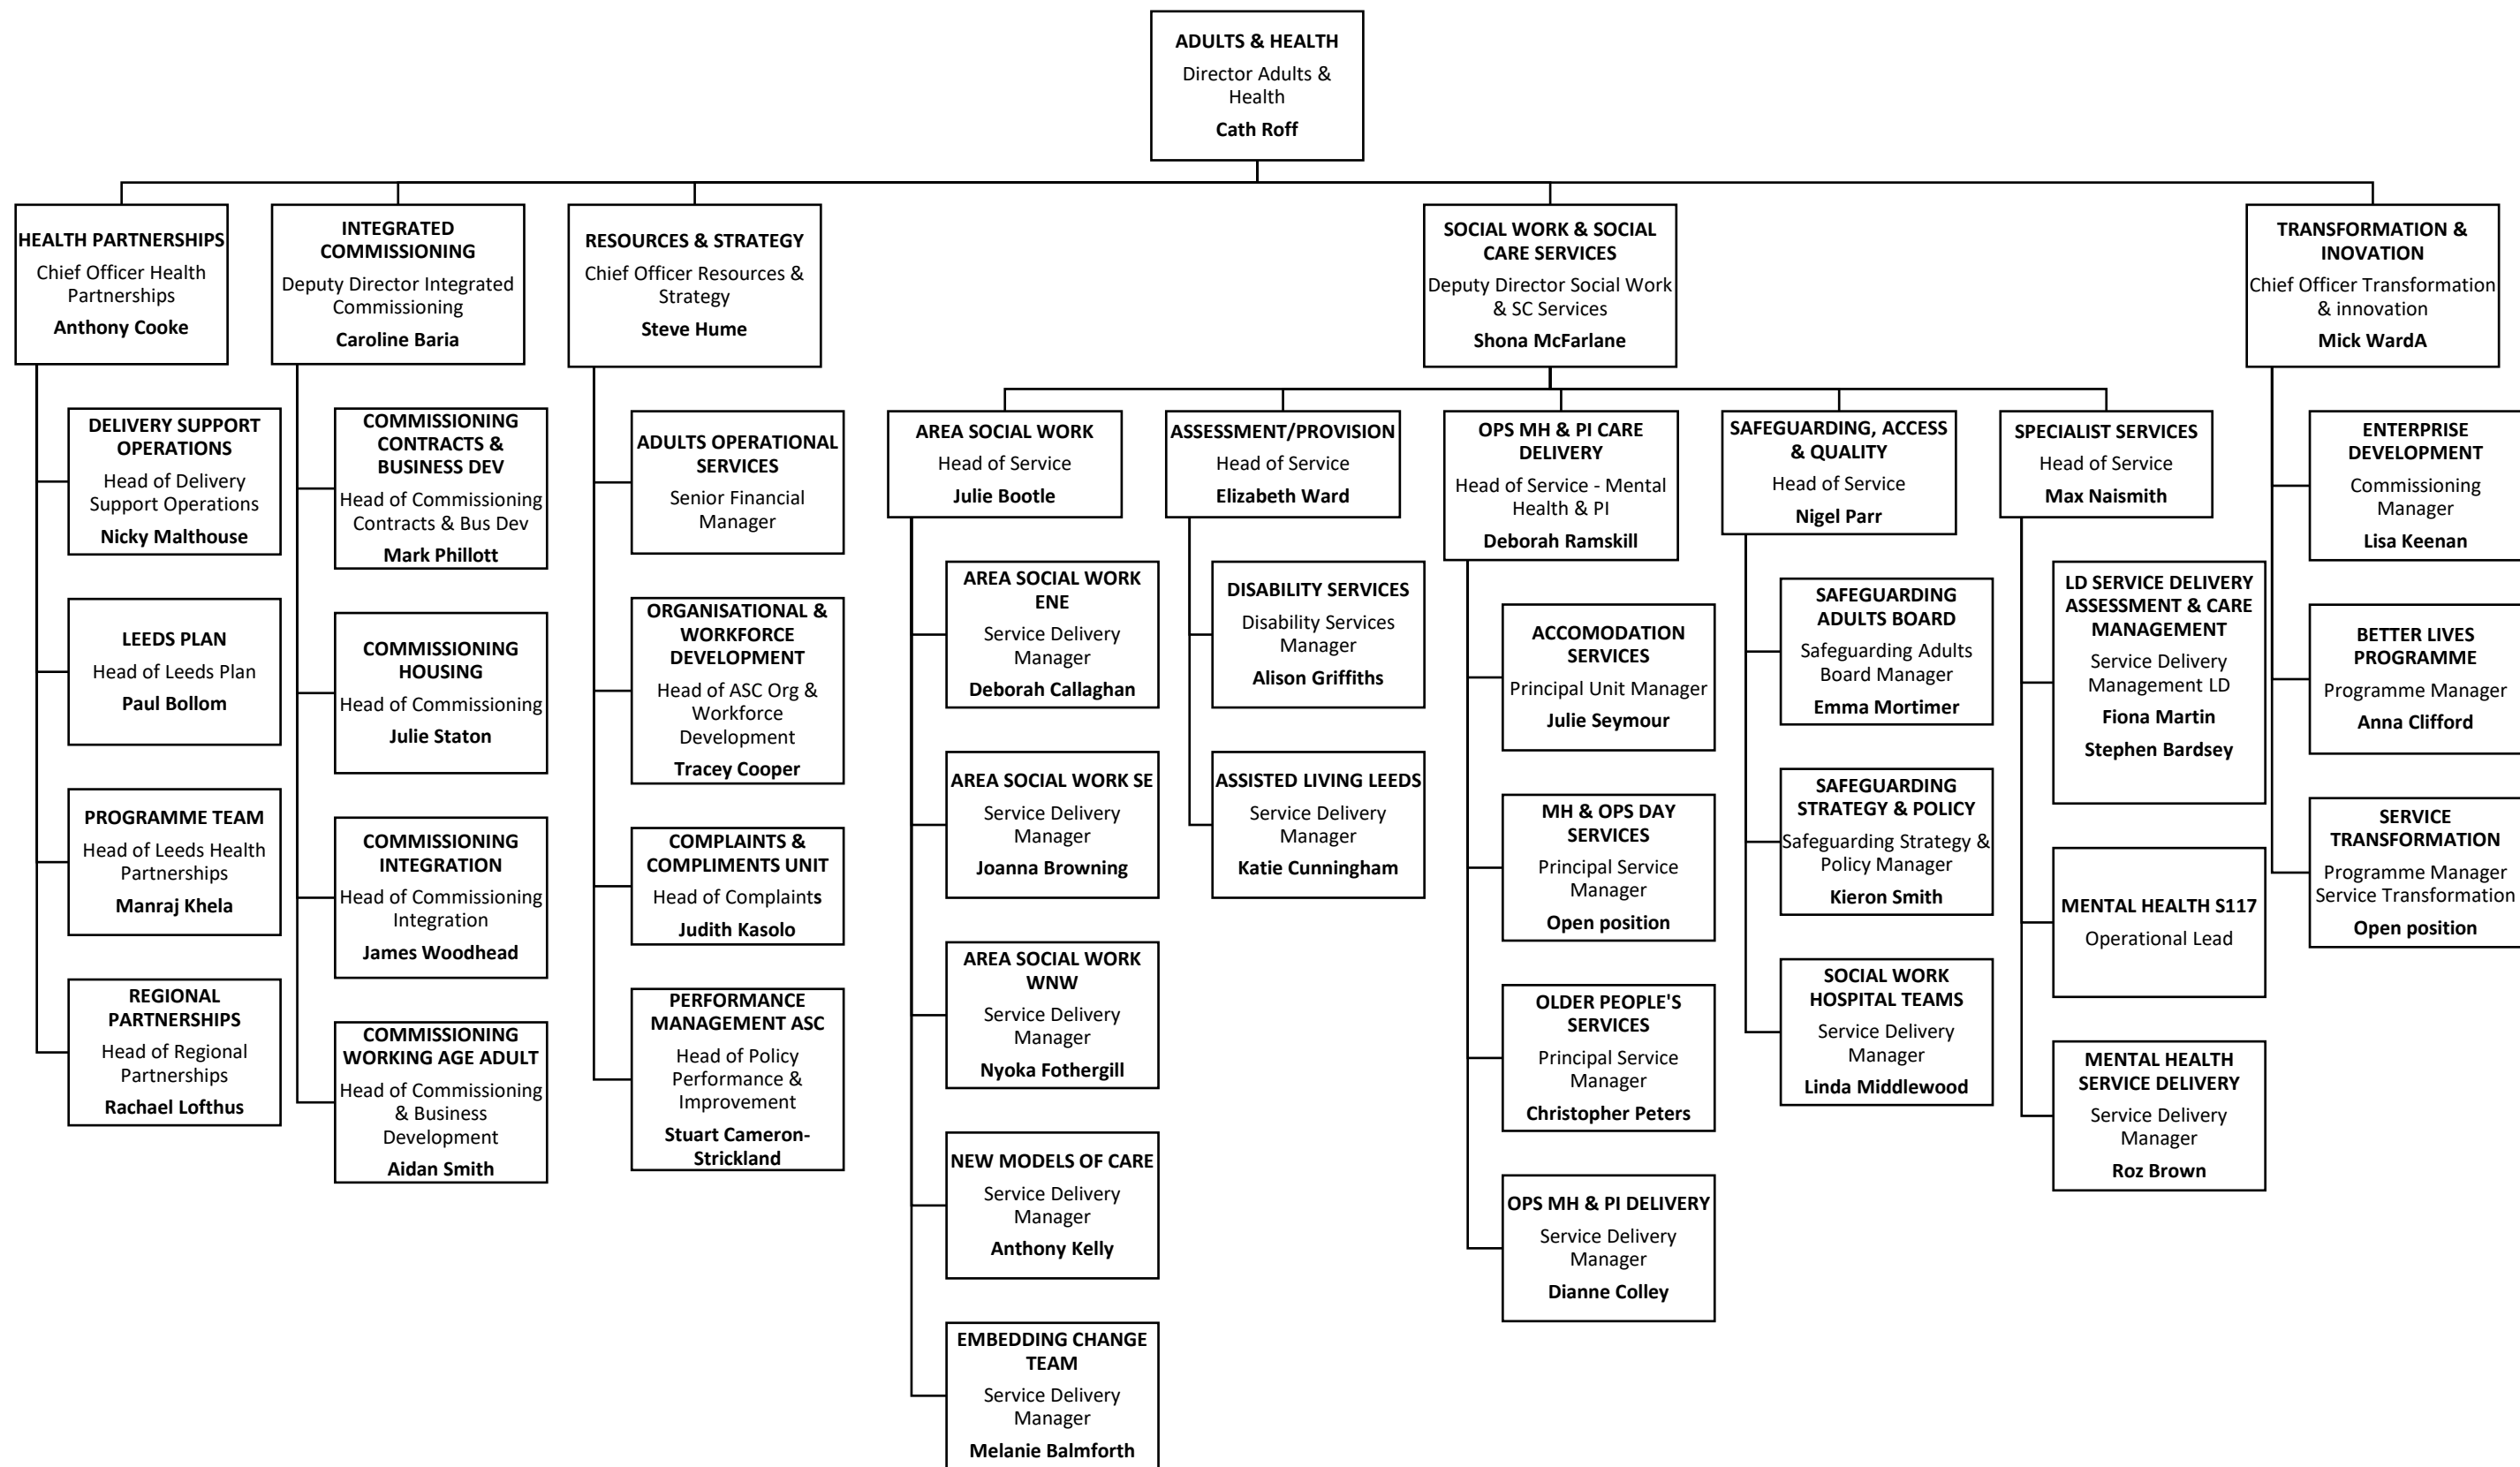 ADULTS & HEALTH
Director Adults &
Health
Cath Roff
HEALTH PARTNERSHIPS
Chief Officer Health
Partnerships
Anthony Cooke
INTEGRATED
COMMISSIONING
Deputy Director Integrated
Commissioning
Caroline Baria
RESOURCES & STRATEGY
Chief Officer Resources &
Strategy
Steve Hume
SOCIAL WORK & SOCIAL
CARE SERVICES
Deputy Director Social Work
& SC Services
Shona McFarlane
TRANSFORMATION &
INOVATION
Chief Officer Transformation
& innovation
Mick WardA
DELIVERY SUPPORT
OPERATIONS
Head of Delivery
Support Operations
Nicky Malthouse
LEEDS PLAN
Head of Leeds Plan
Paul Bollom
PROGRAMME TEAM
Head of Leeds Health
Partnerships
Manraj Khela
REGIONAL
PARTNERSHIPS
Head of Regional
Partnerships
Rachael Lofthus
COMMISSIONING
CONTRACTS &
BUSINESS DEV
Head of Commissioning
Contracts & Bus Dev
Mark Phillott
COMMISSIONING
HOUSING
Head of Commissioning
Julie Staton
COMMISSIONING
INTEGRATION
Head of Commissioning
Integration
James Woodhead
COMMISSIONING
WORKING AGE ADULT
Head of Commissioning
& Business
Development
Aidan Smith
ADULTS OPERATIONAL
SERVICES
Senior Financial
Manager
ORGANISATIONAL &
WORKFORCE
DEVELOPMENT
Head of ASC Org &
Workforce
Development
Tracey Cooper
COMPLAINTS &
COMPLIMENTS UNIT
Head of Complaints
Judith Kasolo
PERFORMANCE
MANAGEMENT ASC
Head of Policy
Performance &
Improvement
Stuart Cameron-
Strickland
AREA SOCIAL WORK
Head of Service
Julie Bootle
AREA SOCIAL WORK
ENE
Service Delivery
Manager
Deborah Callaghan
AREA SOCIAL WORK SE
Service Delivery
Manager
Joanna Browning
AREA SOCIAL WORK
WNW
Service Delivery
Manager
Nyoka Fothergill
NEW MODELS OF CARE
Service Delivery
Manager
Anthony Kelly
EMBEDDING CHANGE
TEAM
Service Delivery
Manager
Melanie Balmforth
ASSESSMENT/PROVISION
Head of Service
Elizabeth Ward
DISABILITY SERVICES
Disability Services
Manager
Alison Griffiths
ASSISTED LIVING LEEDS
Service Delivery
Manager
Katie Cunningham
OPS MH & PI CARE
DELIVERY
Head of Service - Mental
Health & PI
Deborah Ramskill
ACCOMODATION
SERVICES
Principal Unit Manager
Julie Seymour
MH & OPS DAY
SERVICES
Principal Service
Manager
Open position
OLDER PEOPLE'S
SERVICES
Principal Service
Manager
Christopher Peters
OPS MH & PI DELIVERY
Service Delivery
Manager
Dianne Colley
SAFEGUARDING, ACCESS
& QUALITY
Head of Service
Nigel Parr
SAFEGUARDING
ADULTS BOARD
Safeguarding Adults
Board Manager
Emma Mortimer
SAFEGUARDING
STRATEGY & POLICY
Safeguarding Strategy &
Policy Manager
Kieron Smith
SOCIAL WORK
HOSPITAL TEAMS
Service Delivery
Manager
Linda Middlewood
SPECIALIST SERVICES
Head of Service
Max Naismith
LD SERVICE DELIVERY
ASSESSMENT & CARE
MANAGEMENT
Service Delivery
Management LD
Fiona Martin
Stephen Bardsey
MENTAL HEALTH S117
Operational Lead
MENTAL HEALTH
SERVICE DELIVERY
Service Delivery
Manager
Roz Brown
ENTERPRISE
DEVELOPMENT
Commissioning
Manager
Lisa Keenan
BETTER LIVES
PROGRAMME
Programme Manager
Anna Clifford
SERVICE
TRANSFORMATION
Programme Manager
Service Transformation
Open position